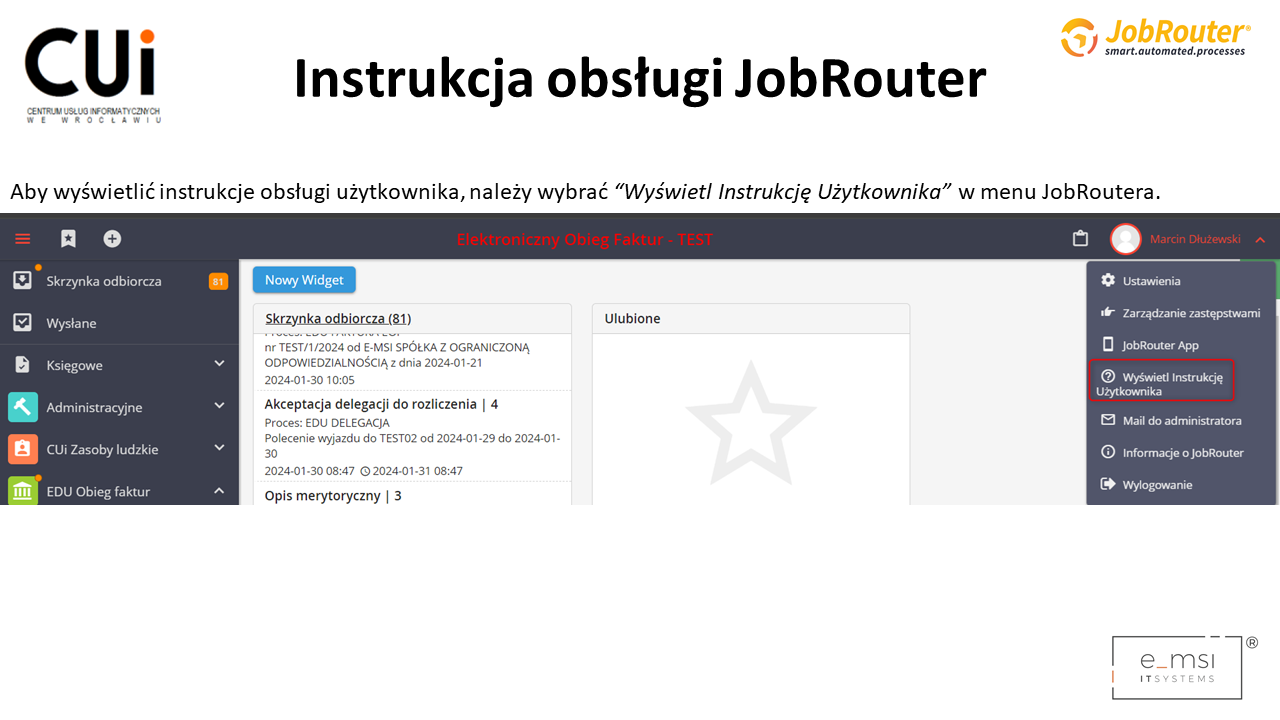 CUi
CENTRUM USŁUG INFORMATYCZNYCH
WE WROCŁAWIU
JobRouter®
smart.automated.processes
Instrukcja obsługi JobRouter
Aby wyświetlić instrukcje obsługi użytkownika, należy wybrać “Wyświetl Instrukcję Użytkownika” w menu JobRoutera.
Elektroniczny Obieg Faktur - TEST
Marcin Dłużewski
Skrzynka odbiorcza 81
Wysłane
Księgowe
Administracyjne
CUi Zasoby ludzkie
EDU Obieg faktur
Nowy Widget
Skrzynka odbiorcza (81)
nr TEST/1/2024 od E-MSI SPÓŁKA Z OGRANICZONĄ
ODPOWIEDZIALNOŚCIĄ z dnia 2024-01-21
2024-01-30 10:05
Akceptacja delegacji do rozliczenia | 4
Proces: EDU DELEGACJA
Polecenie wyjazdu do TEST02 od 2024-01-29 do 2024-01-
30
2024-01-30 08:47 2024-01-31 08:47
Opis merytoryczny | 3
Ulubione
Ustawienia
Zarządzanie zastępstwami
JobRouter App
Wyświetl Instrukcję
Użytkownika
Mail do administratora
Informacje o JobRouter
Wylogowanie
e_msi ®
ITSYSTEMS